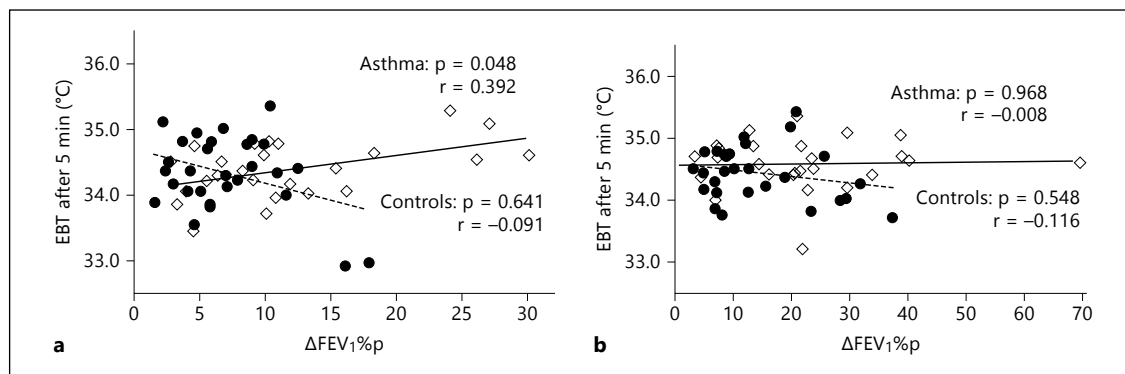 36.0
35.0
34.0
33.0
EBT after 5 min (°C)
Asthma: p = 0.048
r = 0.392
Controls: p = 0.641
r = –0.091
0 5 10 15 20 25 30
a
ΔFEV₁%p
36.0
35.0
34.0
33.0
EBT after 5 min (°C)
Asthma: p = 0.968
r = –0.008
Controls: p = 0.548
r = –0.116
0 10 20 30 40 50 60 70
b
ΔFEV₁%p